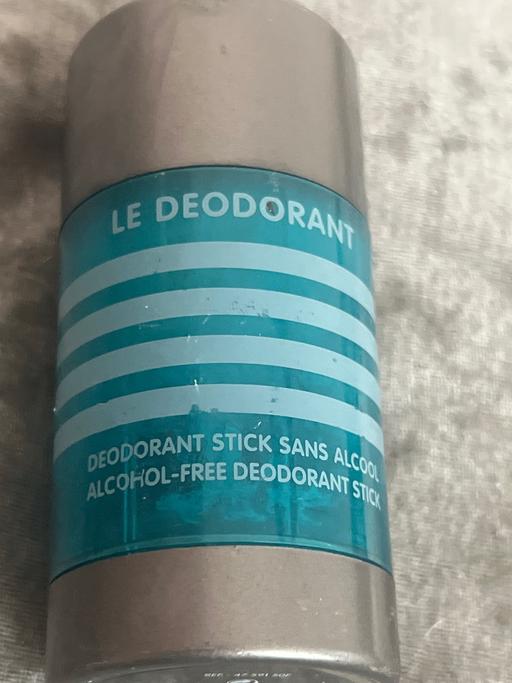 LE DEODORANT
DEODORANT STICK SANS ALCOOL
ALCOHOL-FREE DEODORANT STICK